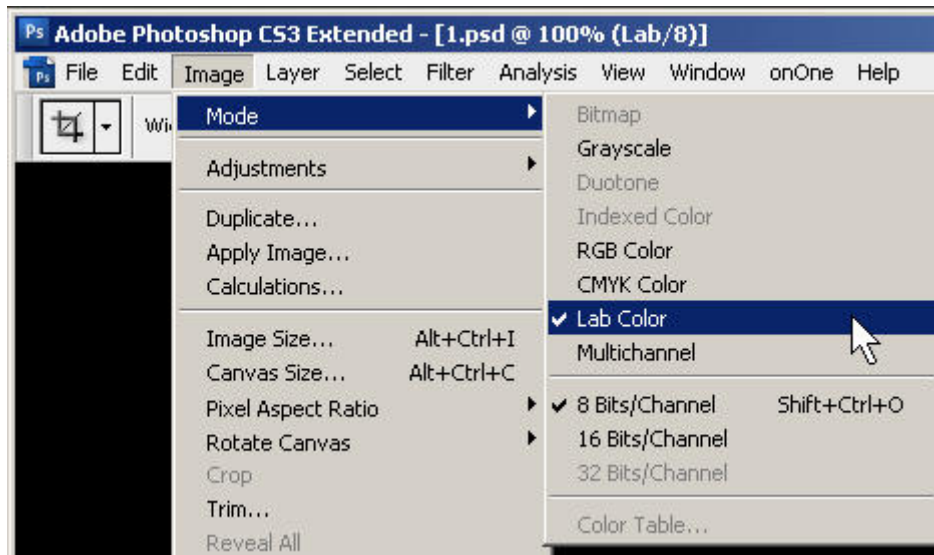 Ps Adobe Photoshop CS3 Extended - [1.psd @ 100% (Lab/8)]
Ps File Edit Image Layer Select Filter Analysis View Window onOne Help
Mode
Adjustments
Duplicate...
Apply Image...
Calculations...
Image Size... Alt+Ctrl+I
Canvas Size... Alt+Ctrl+C
Pixel Aspect Ratio
Rotate Canvas
Crop
Trim...
Reveal All
Bitmap
Grayscale
Duotone
Indexed Color
RGB Color
CMYK Color
Lab Color
Multichannel
8 Bits/Channel Shift+Ctrl+O
16 Bits/Channel
32 Bits/Channel
Color Table...